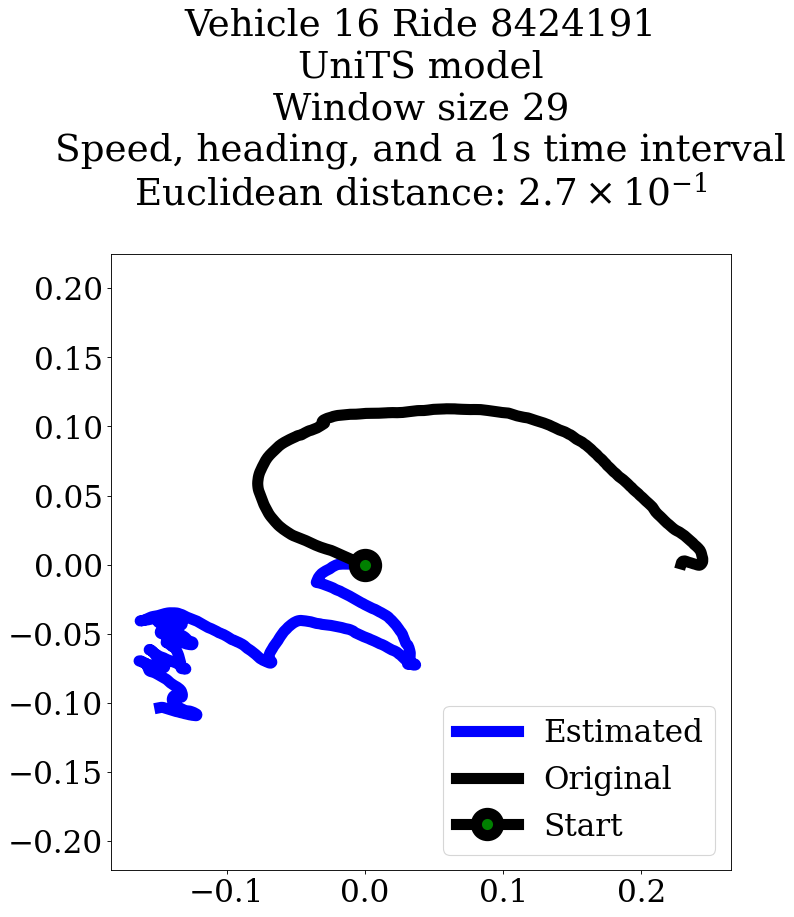 Vehicle 16 Ride 8424191
UniTS model
Window size 29
Speed, heading, and a 1s time interval
Euclidean distance: 2.7 × 10⁻¹
0.20
0.15
0.10
0.05
0.00
−0.05
−0.10
−0.15
−0.20
Estimated
Original
Start
−0.1 0.0 0.1 0.2